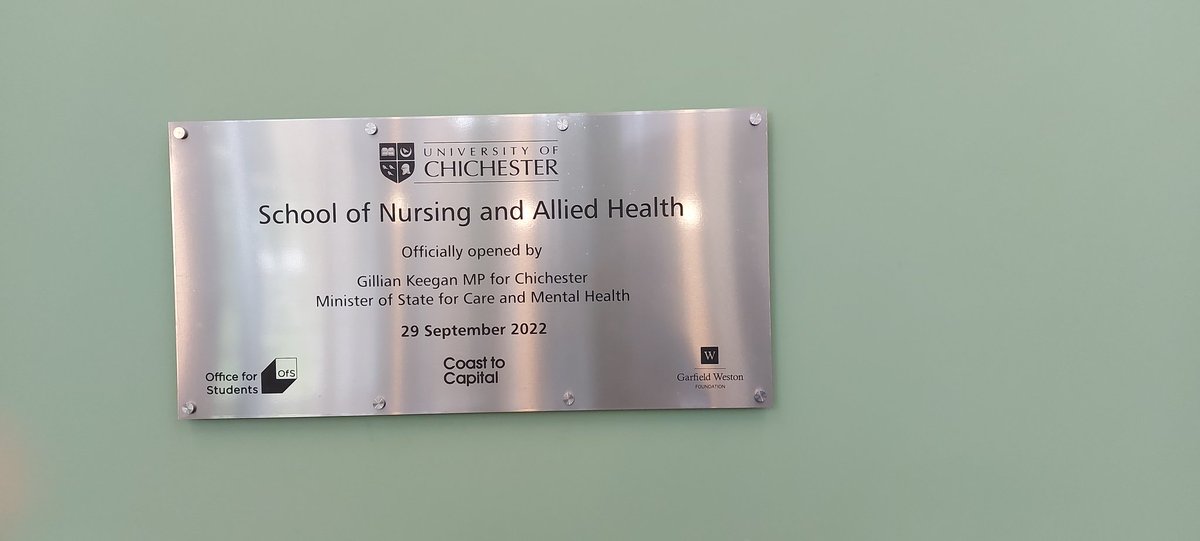 UNIVERSITY OF
CHICHESTER
School of Nursing and Allied Health
Officially opened by
Gillian Keegan MP for Chichester
Minister of State for Care and Mental Health
29 September 2022
Office for
Students
OfS
Coast to
Capital
W
Garfield Weston
FOUNDATION